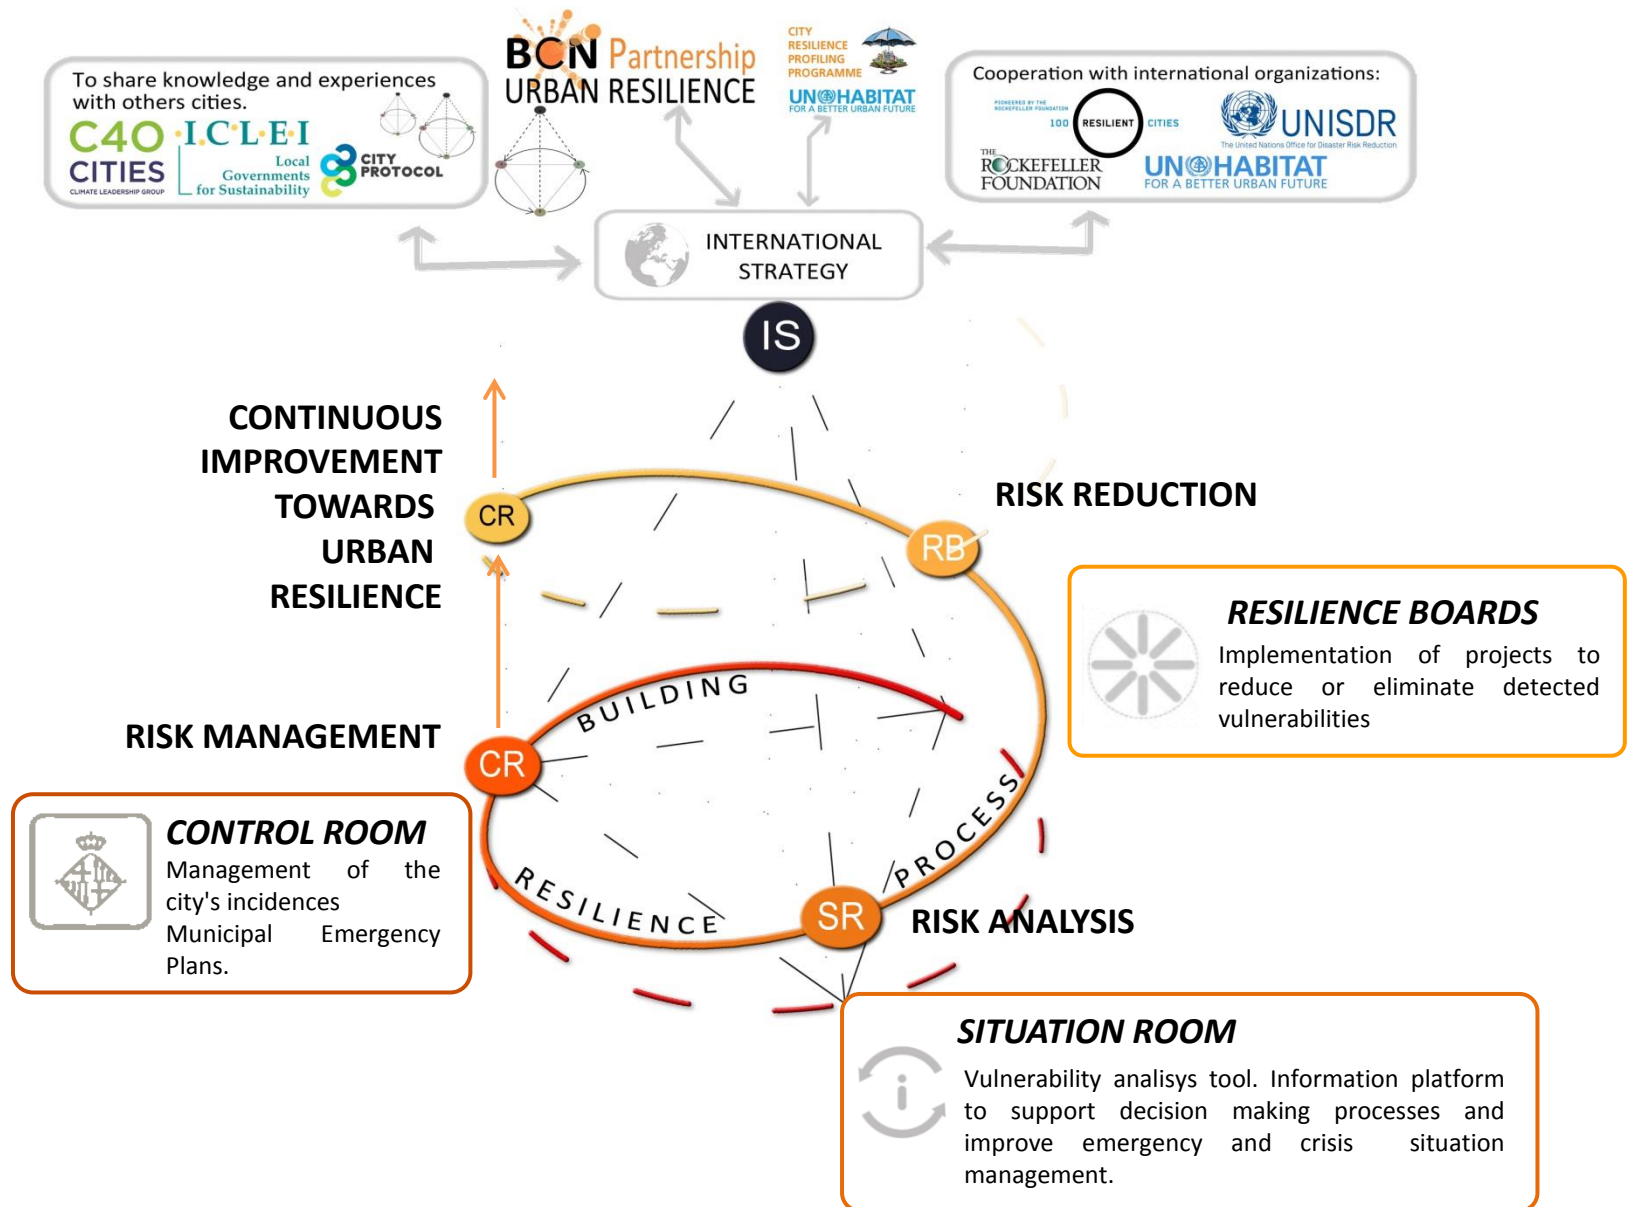 To share knowledge and experiences
with others cities.
C40
CITIES
CLIMATE LEADERSHIP GROUP
I.C.L.E.I
Local
Governments
for Sustainability
CITY
PROTOCOL
BCN Partnership
URBAN RESILIENCE
CITY
RESILIENCE
PROFILING
PROGRAMME
UN HABITAT
FOR A BETTER URBAN FUTURE
Cooperation with international organizations:
PIONEERED BY THE
ROCKEFELLER FOUNDATION
100 RESILIENT CITIES
UNISDR
The United Nations Office for Disaster Risk Reduction
THE
ROCKEFELLER
FOUNDATION
UN HABITAT
FOR A BETTER URBAN FUTURE
INTERNATIONAL
STRATEGY
IS
CONTINUOUS
IMPROVEMENT
TOWARDS
URBAN
RESILIENCE
CR
RB
RISK REDUCTION
RESILIENCE BOARDS
Implementation of projects to
reduce or eliminate detected
vulnerabilities
BUILDING
RISK MANAGEMENT
CR
PROCESS
RESILIENCE
CONTROL ROOM
Management of the
city's incidences
Municipal Emergency
Plans.
SR
RISK ANALYSIS
SITUATION ROOM
Vulnerability analisys tool. Information platform
to support decision making processes and
improve emergency and crisis situation
management.